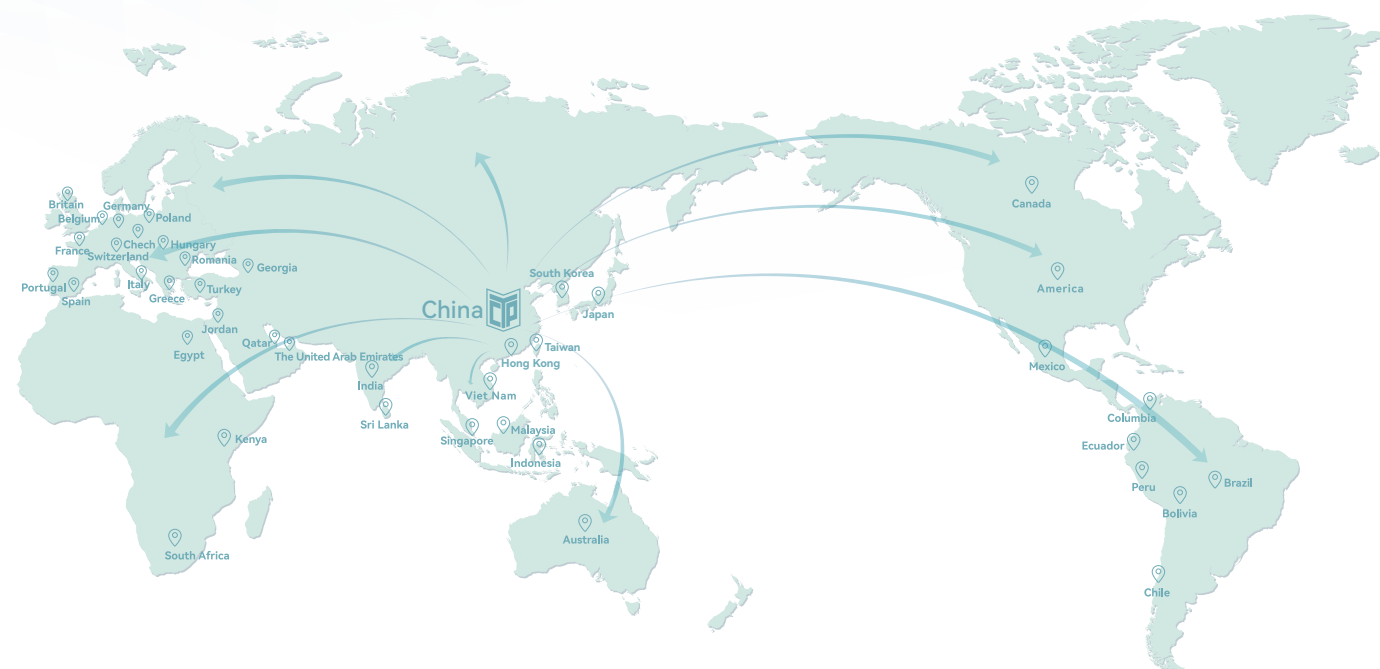 Britain
Germany
Belgium
Poland
France
Chech
Hungary
Switzerland
Romania
Georgia
Portugal
Spain
Italy
Greece
Turkey
Jordan
Egypt
Qatar
The United Arab Emirates
Kenya
South Africa
China
CTP
South Korea
Japan
Taiwan
Hong Kong
India
Viet Nam
Sri Lanka
Singapore
Malaysia
Indonesia
Australia
Canada
America
Mexico
Columbia
Ecuador
Peru
Brazil
Bolivia
Chile